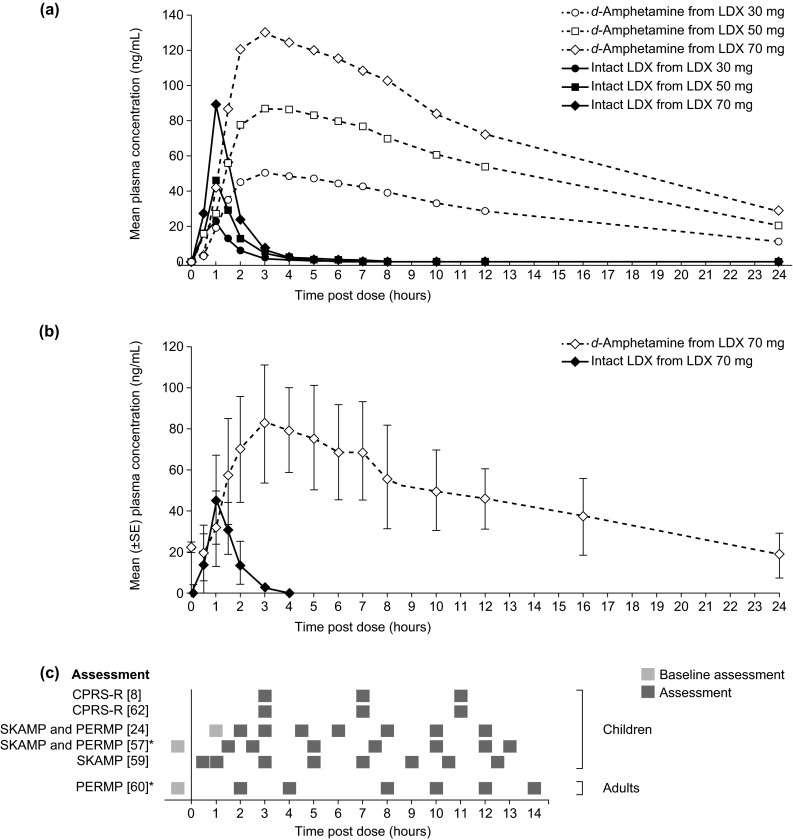 (a)
Mean plasma concentration (ng/mL)
140
120
100
80
60
40
20
0
0 1 2 3 4 5 6 7 8 9 10 11 12 13 14 15 16 17 18 19 20 21 22 23 24
Time post dose (hours)
d-Amphetamine from LDX 30 mg
d-Amphetamine from LDX 50 mg
d-Amphetamine from LDX 70 mg
Intact LDX from LDX 30 mg
Intact LDX from LDX 50 mg
Intact LDX from LDX 70 mg
(b)
Mean (±SE) plasma concentration (ng/mL)
120
100
80
60
40
20
0
0 1 2 3 4 5 6 7 8 9 10 11 12 13 14 15 16 17 18 19 20 21 22 23 24
Time post dose (hours)
d-Amphetamine from LDX 70 mg
Intact LDX from LDX 70 mg
(c)
Assessment
CPRS-R [8]
CPRS-R [62]
SKAMP and PERMP [24]
SKAMP and PERMP [57]*
SKAMP [59]
PERMP [60]*
Baseline assessment
Assessment
Children
Adults
0 1 2 3 4 5 6 7 8 9 10 11 12 13 14
Time post dose (hours)